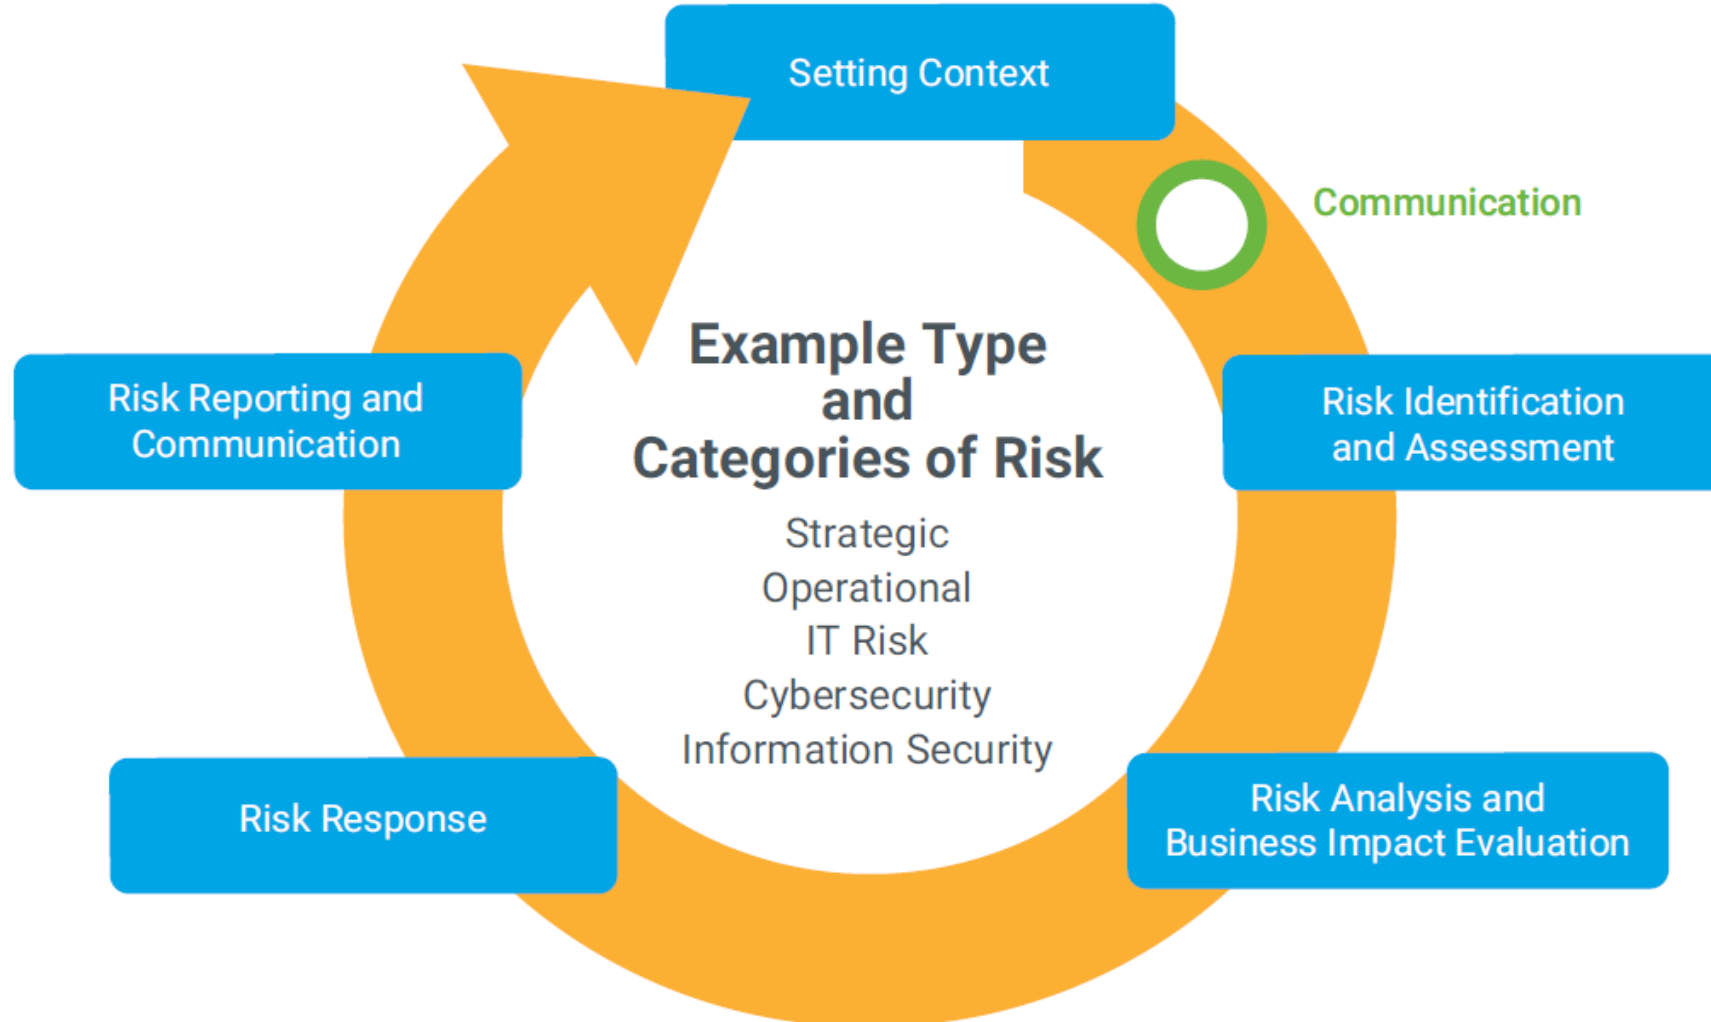 Setting Context
Communication
Example Type
and
Categories of Risk
Strategic
Operational
IT Risk
Cybersecurity
Information Security
Risk Identification
and Assessment
Risk Analysis and
Business Impact Evaluation
Risk Response
Risk Reporting and
Communication